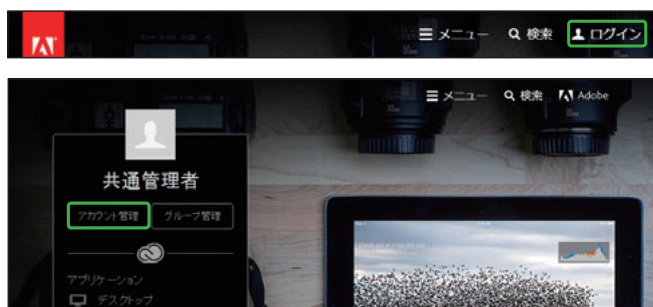 メニュー 検索 ログイン
メニュー 検索 Adobe
共通管理者
アカウント管理 グループ管理
アプリケーション
デスクトップ